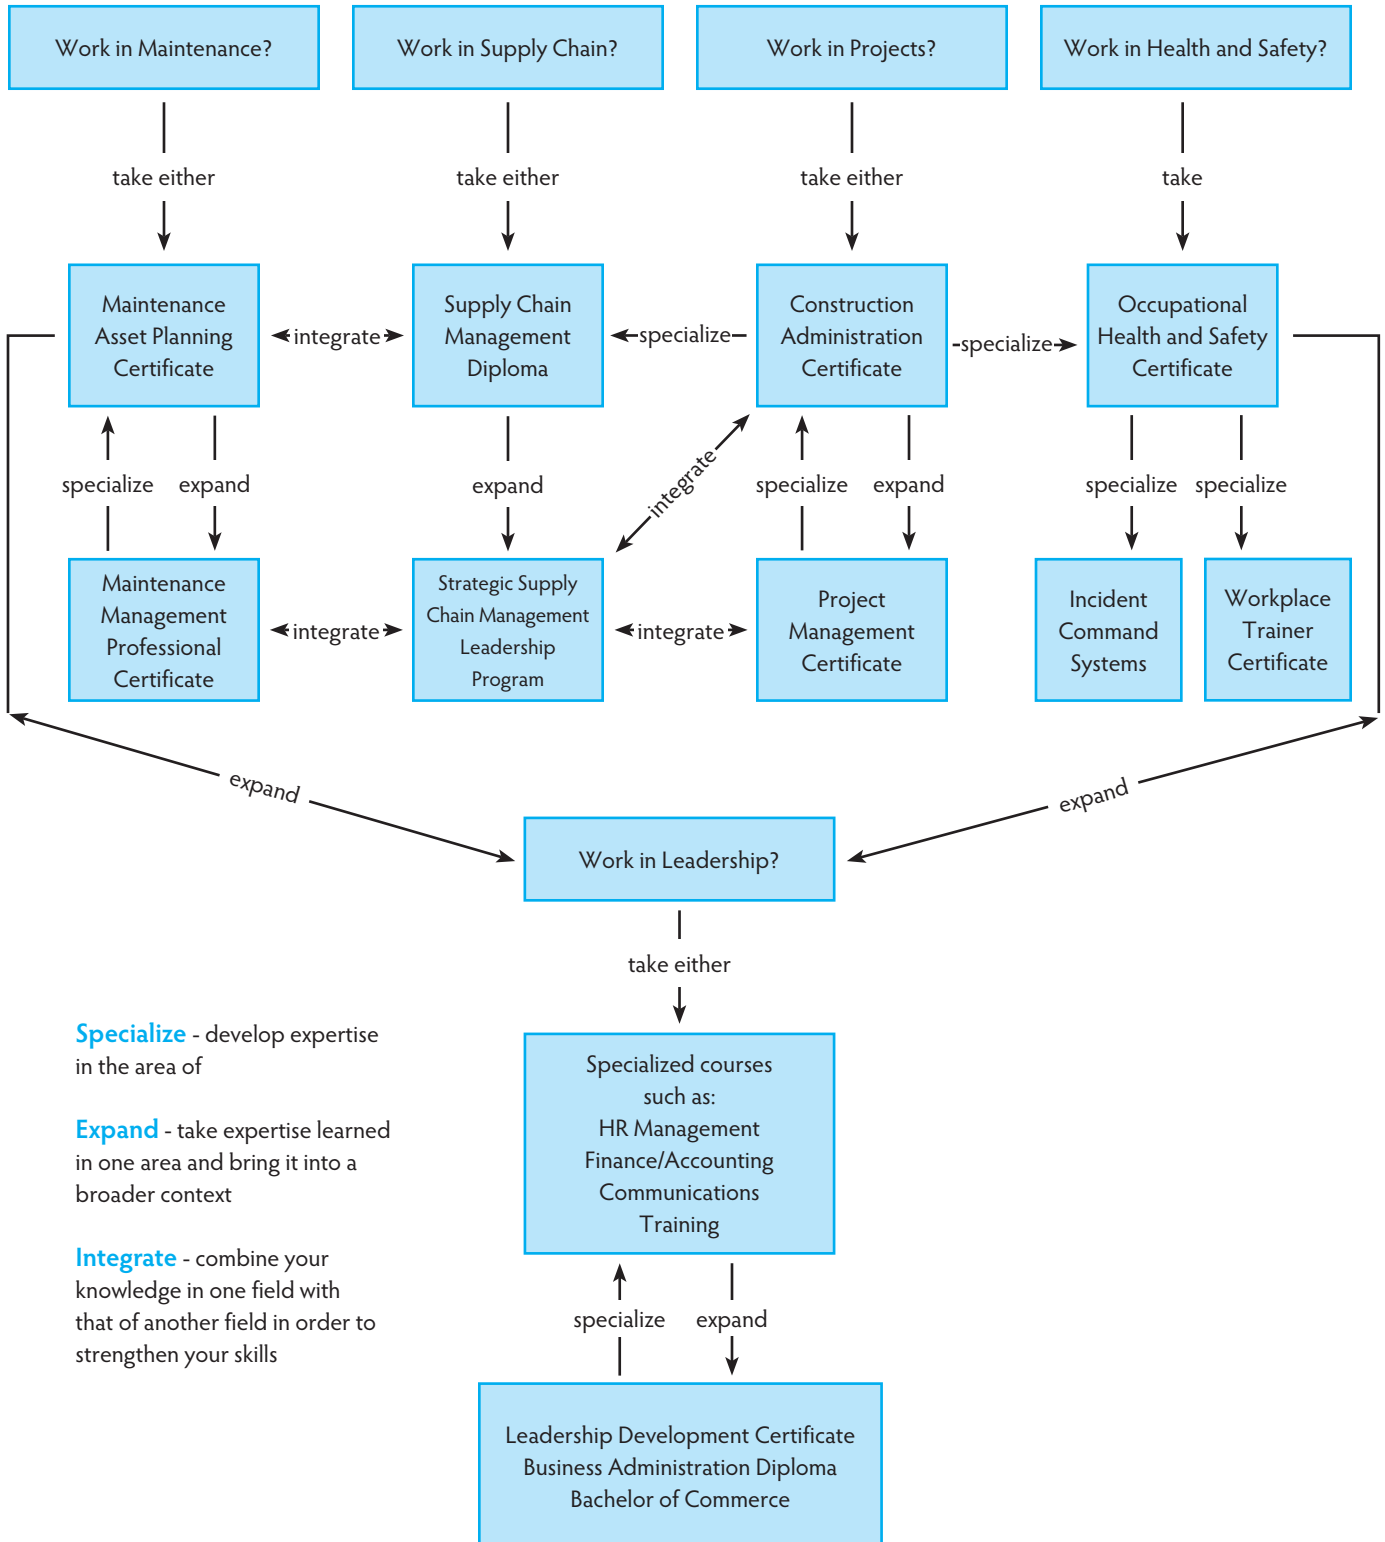 Work in Maintenance?
Work in Supply Chain?
Work in Projects?
Work in Health and Safety?
take either
take either
take either
take
Maintenance
Asset Planning
Certificate
integrate
Supply Chain
Management
Diploma
specialize
Construction
Administration
Certificate
specialize
Occupational
Health and Safety
Certificate
specialize
expand
expand
integrate
specialize
expand
specialize
specialize
Maintenance
Management
Professional
Certificate
integrate
Strategic Supply
Chain Management
Leadership
Program
integrate
Project
Management
Certificate
Incident
Command
Systems
Workplace
Trainer
Certificate
expand
expand
Work in Leadership?
take either
Specialize - develop expertise
in the area of
Expand - take expertise learned
in one area and bring it into a
broader context
Integrate - combine your
knowledge in one field with
that of another field in order to
strengthen your skills
Specialized courses
such as:
HR Management
Finance/Accounting
Communications
Training
specialize
expand
Leadership Development Certificate
Business Administration Diploma
Bachelor of Commerce